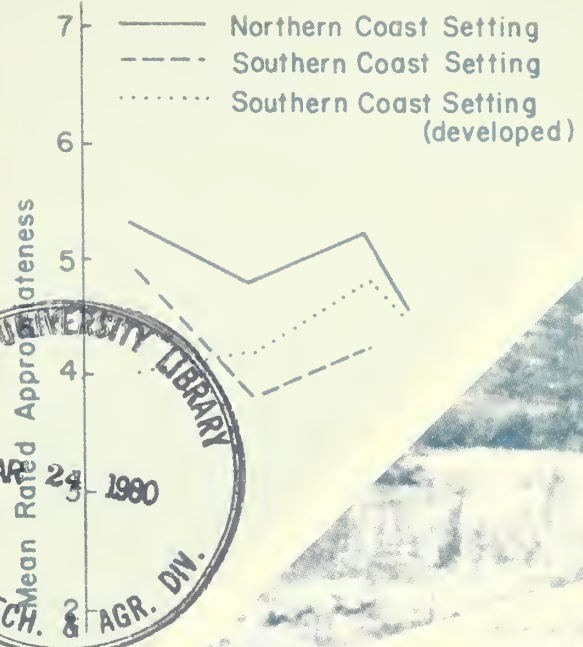 7
Northern Coast Setting
Southern Coast Setting
Southern Coast Setting
(developed)
6
5
4
3
2
Mean Rated Appropriateness
UNIVERSITY LIBRARY
24 1980
& AGR. DIV.